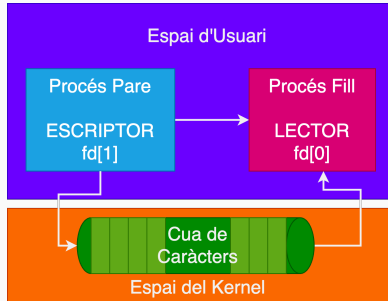 Espai d'Usuari
Procés Pare
ESCRIPTOR
fd[1]
Procés Fill
LECTOR
fd[0]
Cua de
Caràcters
Espai del Kernel